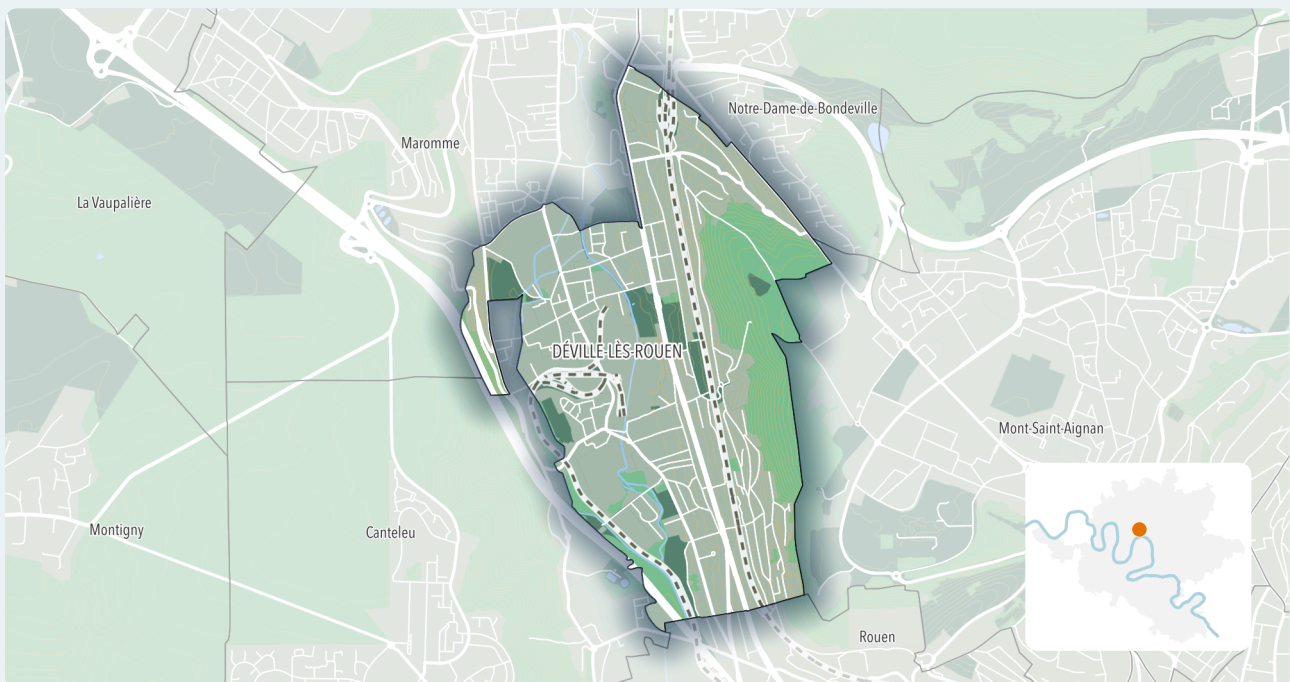 Notre-Dame-de-Bondeville
Maromme
La Vaupalière
DÉVILLE-LÈS-ROUEN
Mont-Saint-Aignan
Montigny
Canteleu
Rouen